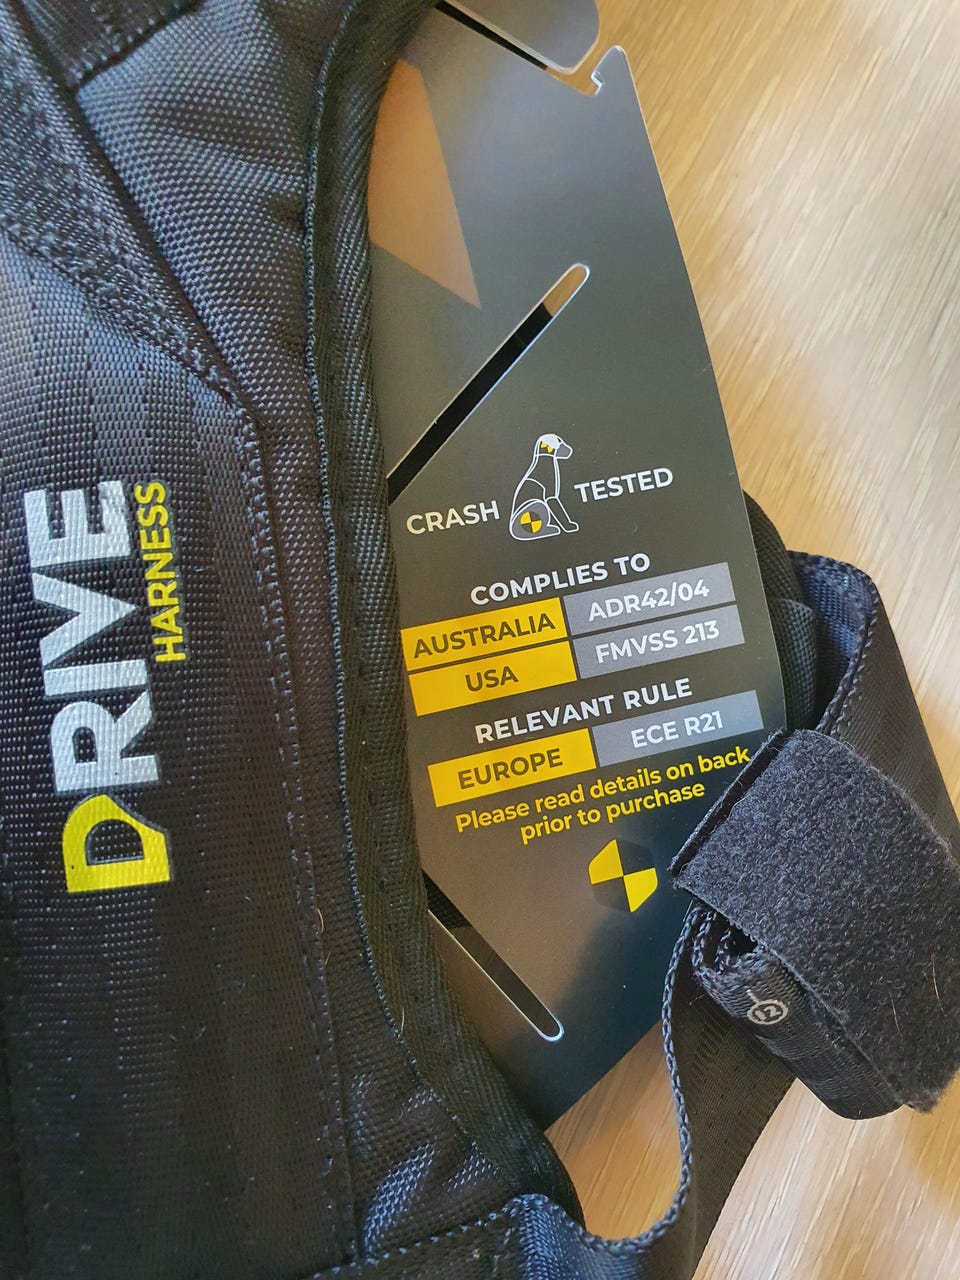 DRIVE
HARNESS
CRASH TESTED
COMPLIES TO
AUSTRALIA ADR42/04
USA FMVSS 213
RELEVANT RULE
EUROPE ECE R21
Please read details on back
prior to purchase
12